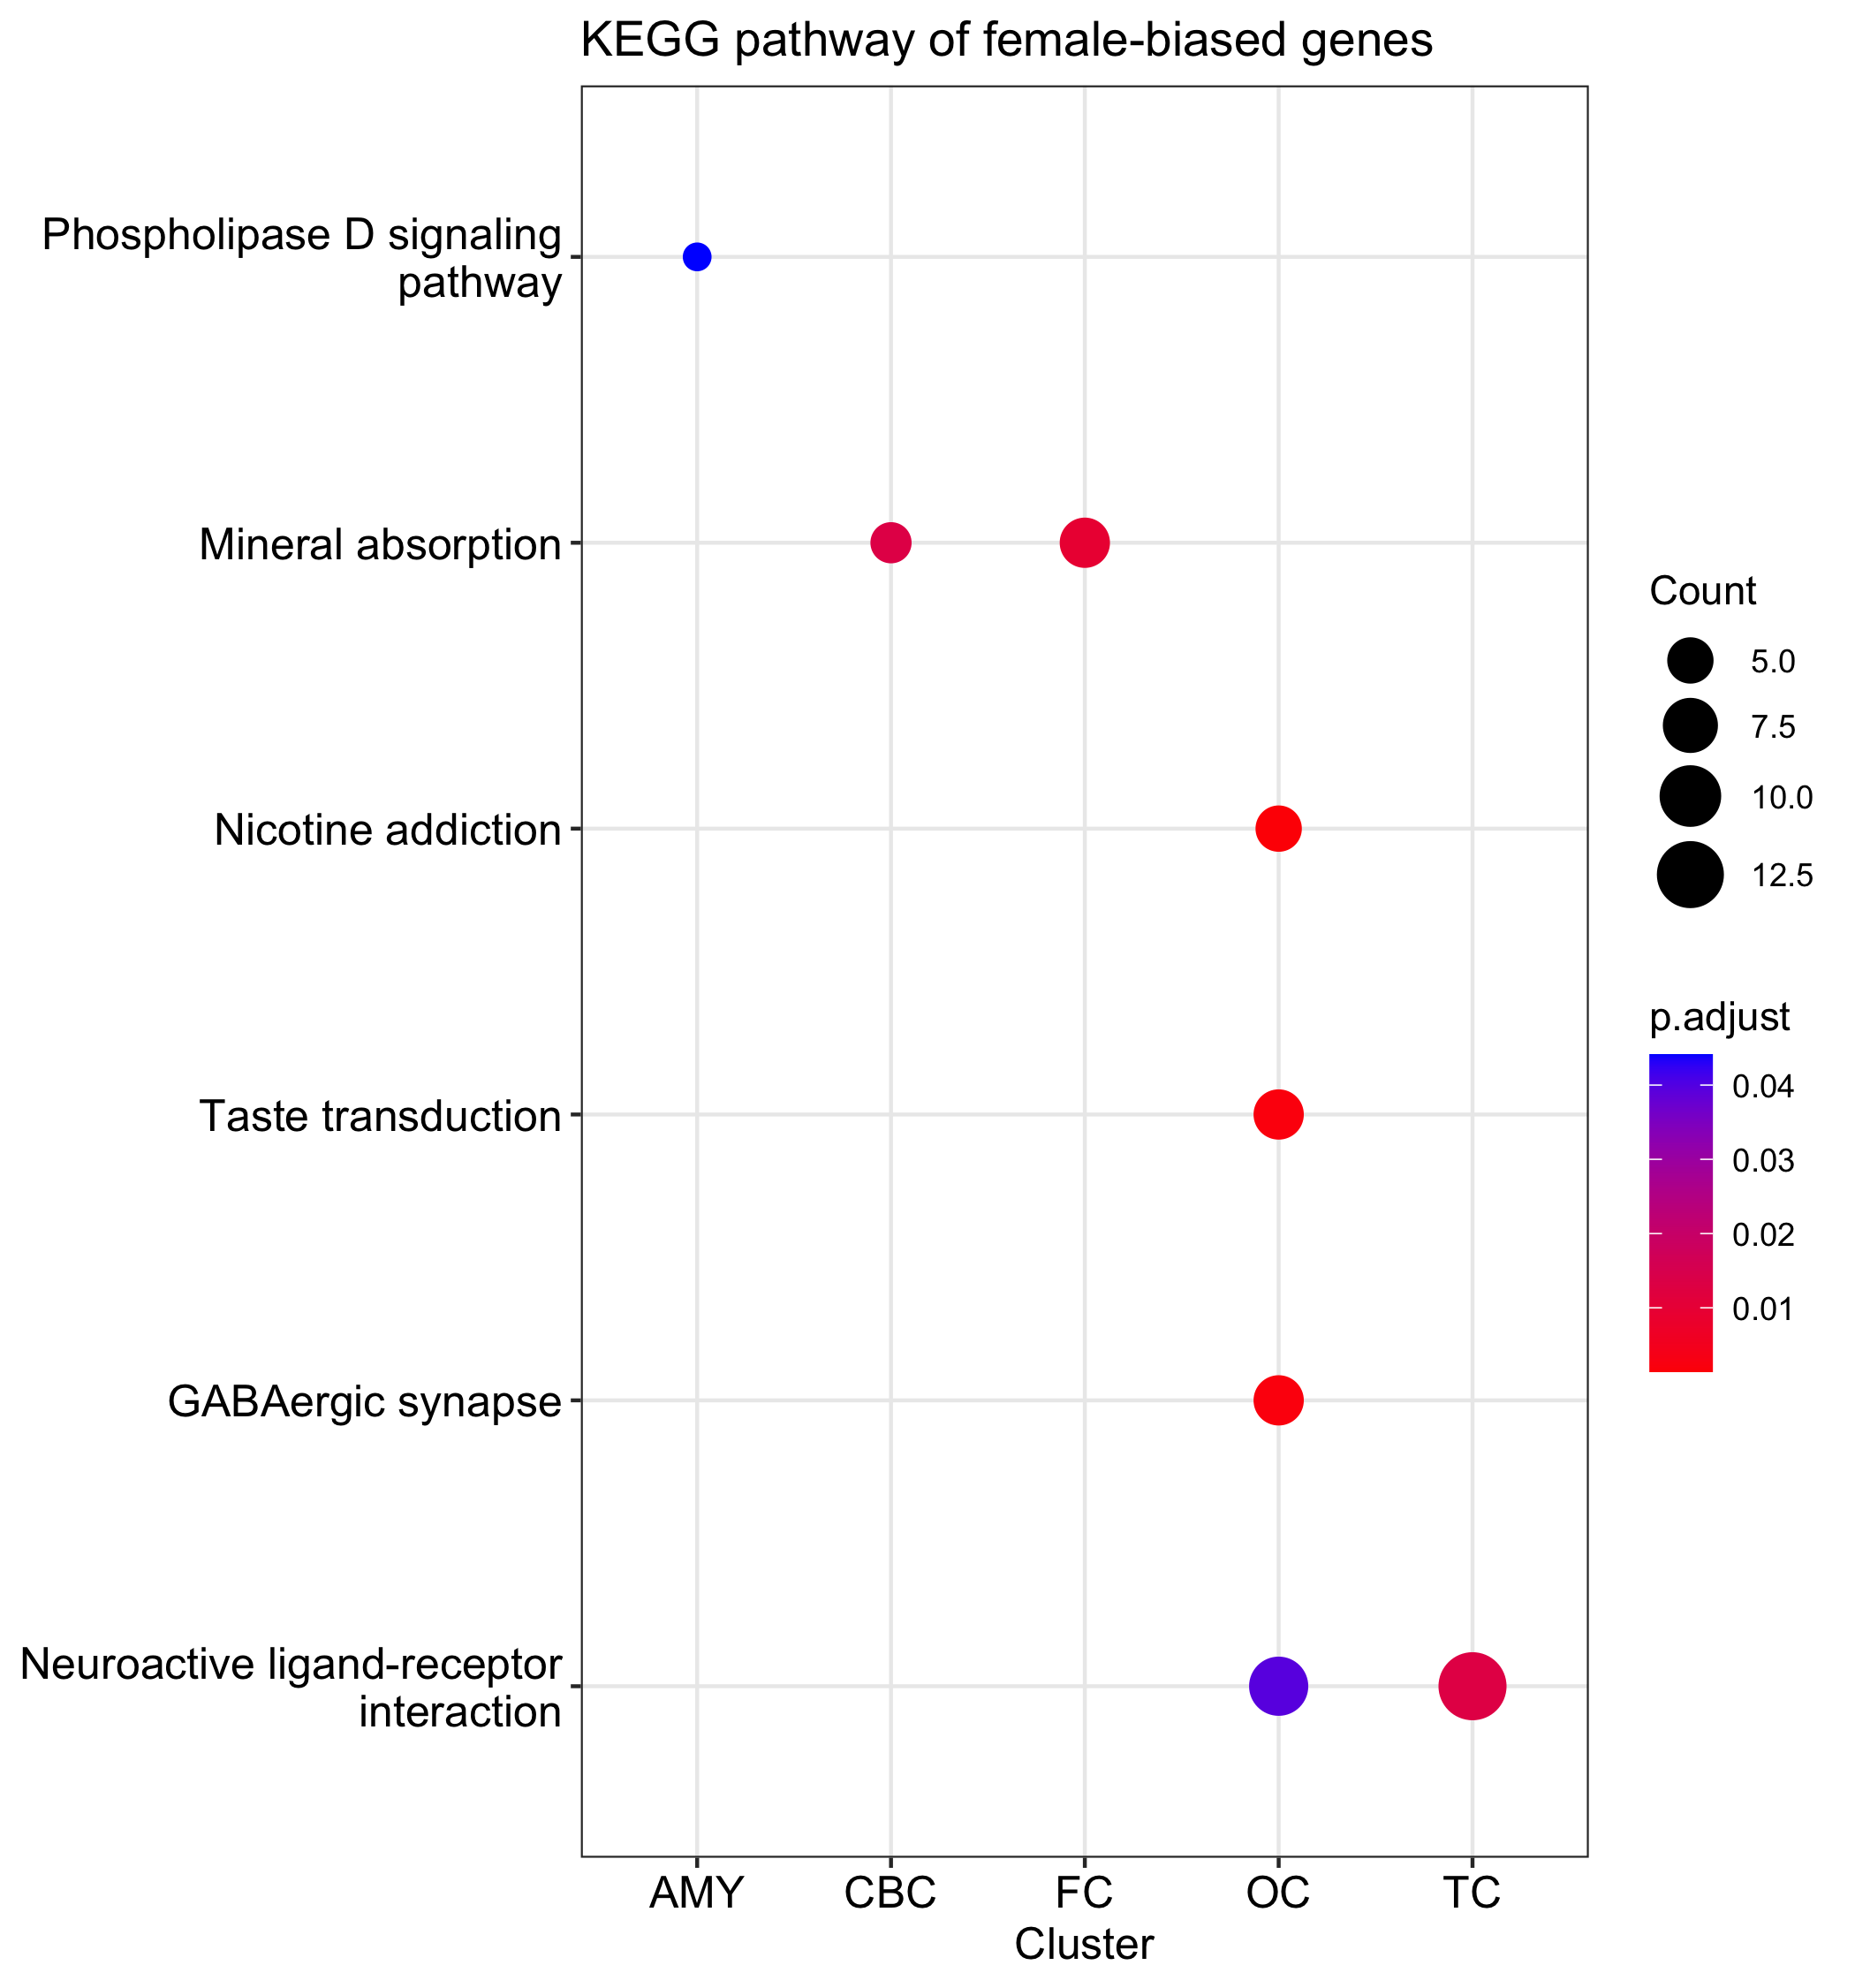 KEGG pathway of female-biased genes
Phospholipase D signaling
pathway
Mineral absorption
Nicotine addiction
Taste transduction
GABAergic synapse
Neuroactive ligand-receptor
interaction
AMY CBC FC OC TC
Cluster
Count
5.0
7.5
10.0
12.5
p.adjust
0.04
0.03
0.02
0.01